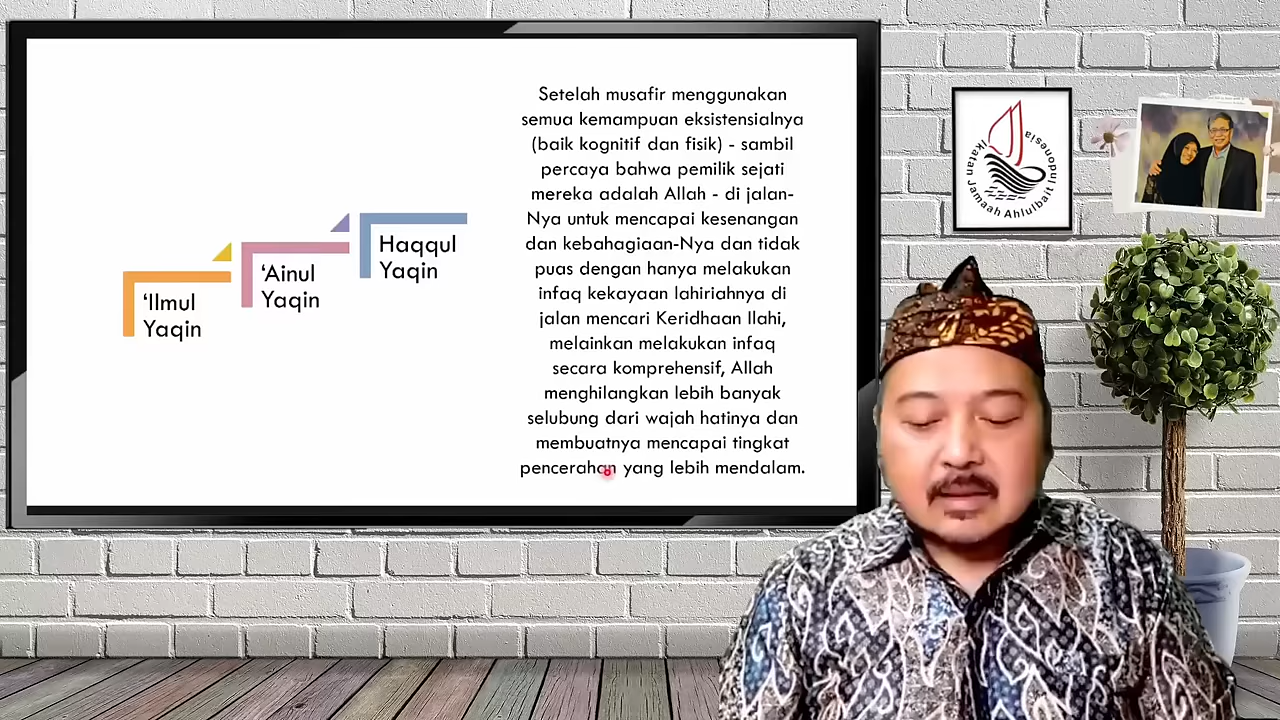 Setelah musafir menggunakan
semua kemampuan eksistensialnya
(baik kognitif dan fisik) - sambil
percaya bahwa pemilik sejati
mereka adalah Allah - di jalan-
Nya untuk mencapai kesenangan
dan kebahagiaan-Nya dan tidak
puas dengan hanya melakukan
infaq kekayaan lahiriahnya di
jalan mencari Keridhaan Ilahi,
melainkan melakukan infaq
secara komprehensif, Allah
menghilangkan lebih banyak
selubung dari wajah hatinya dan
membuatnya mencapai tingkat
pencerahan yang lebih mendalam.
‘Ilmul
Yaqin
‘Ainul
Yaqin
Haqqul
Yaqin
Ikatan Jamaah Ahlulbait Indonesia